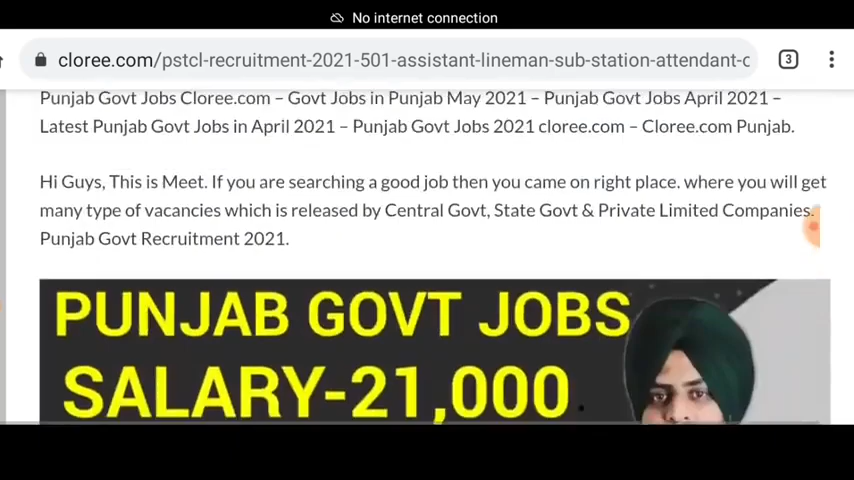 No internet connection
cloree.com/pstcl-recruitment-2021-501-assistant-lineman-sub-station-attendant-c
3
Punjab Govt Jobs Cloree.com – Govt Jobs in Punjab May 2021 – Punjab Govt Jobs April 2021 –
Latest Punjab Govt Jobs in April 2021 – Punjab Govt Jobs 2021 cloree.com – Cloree.com Punjab.
Hi Guys, This is Meet. If you are searching a good job then you came on right place. where you will get
many type of vacancies which is released by Central Govt, State Govt & Private Limited Companies.
Punjab Govt Recruitment 2021.
PUNJAB GOVT JOBS
SALARY-21,000